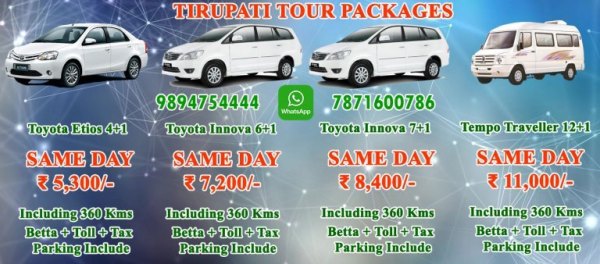 TIRUPATI TOUR PACKAGES
9894754444 WhatsApp 7871600786
Toyota Etios 4+1 Toyota Innova 6+1 Toyota Innova 7+1 Tempo Traveller 12+1
SAME DAY SAME DAY SAME DAY SAME DAY
₹ 5,300/- ₹ 7,200/- ₹ 8,400/- ₹ 11,000/-
Including 360 Kms Including 360 Kms Including 360 Kms Including 360 Kms
Betta + Toll + Tax Betta + Toll + Tax Betta + Toll + Tax Betta + Toll + Tax
Parking Include Parking Include Parking Include Parking Include